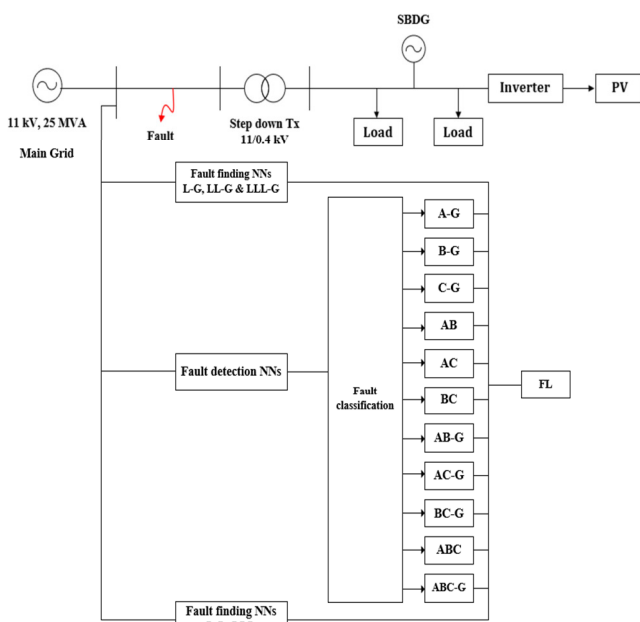 SBDG
Inverter
PV
11 kV, 25 MVA
Main Grid
Fault
Step down Tx
11/0.4 kV
Load
Load
Fault finding NNs
L-G, LL-G & LLL-G
A-G
B-G
C-G
AB
AC
BC
AB-G
AC-G
BC-G
ABC
ABC-G
Fault detection NNs
Fault
classification
FL
Fault finding NNs